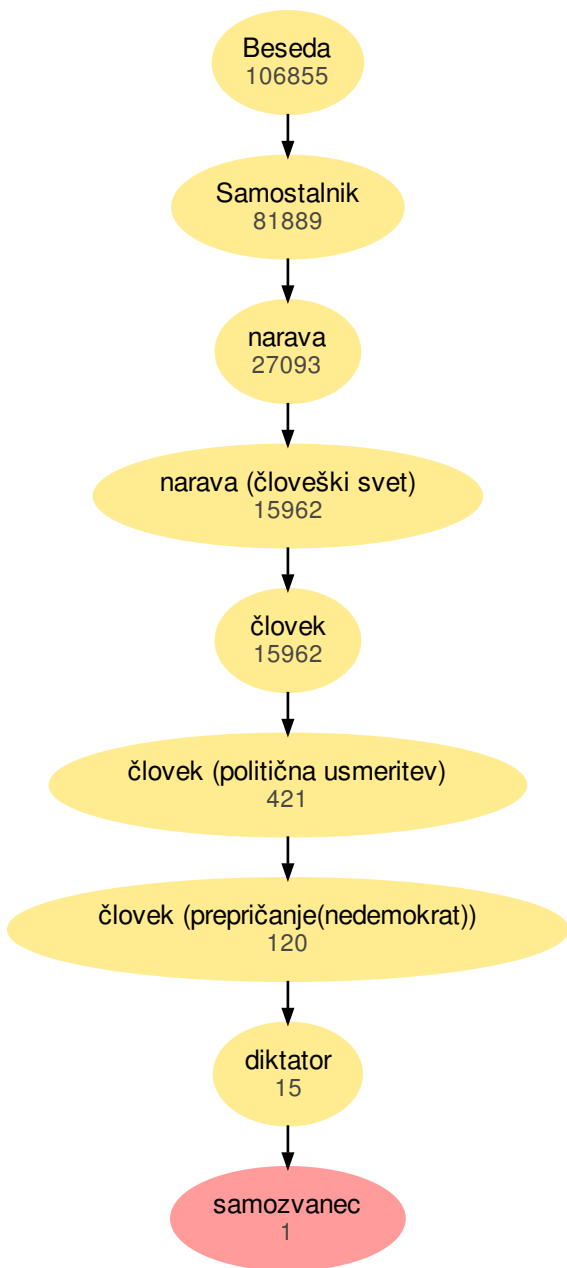 Beseda
106855
Samostalnik
81889
narava
27093
narava (človeški svet)
15962
človek
15962
človek (politična usmeritev)
421
človek (prepričanje(nedemokrat))
120
diktator
15
samozvanec
1